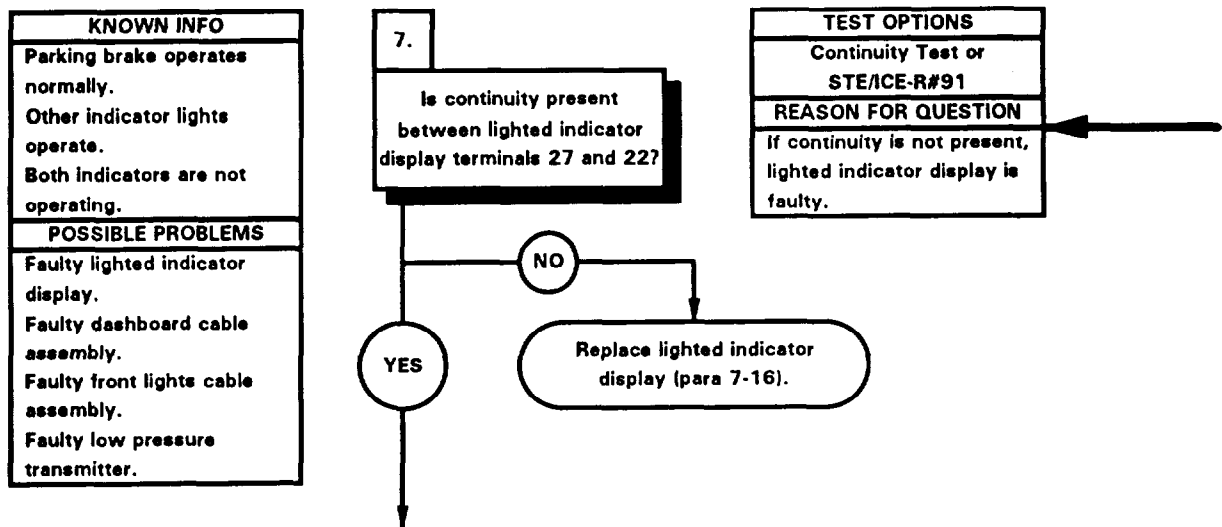 KNOWN INFO
Parking brake operates
normally.
Other indicator lights
operate.
Both indicators are not
operating.
POSSIBLE PROBLEMS
Faulty lighted indicator
display.
Faulty dashboard cable
assembly.
Faulty front lights cable
assembly.
Faulty low pressure
transmitter.
7.
Is continuity present
between lighted indicator
display terminals 27 and 22?
NO
YES
Replace lighted indicator
display (para 7-16).
TEST OPTIONS
Continuity Test or
STE/ICE-R#91
REASON FOR QUESTION
If continuity is not present,
lighted indicator display is
faulty.